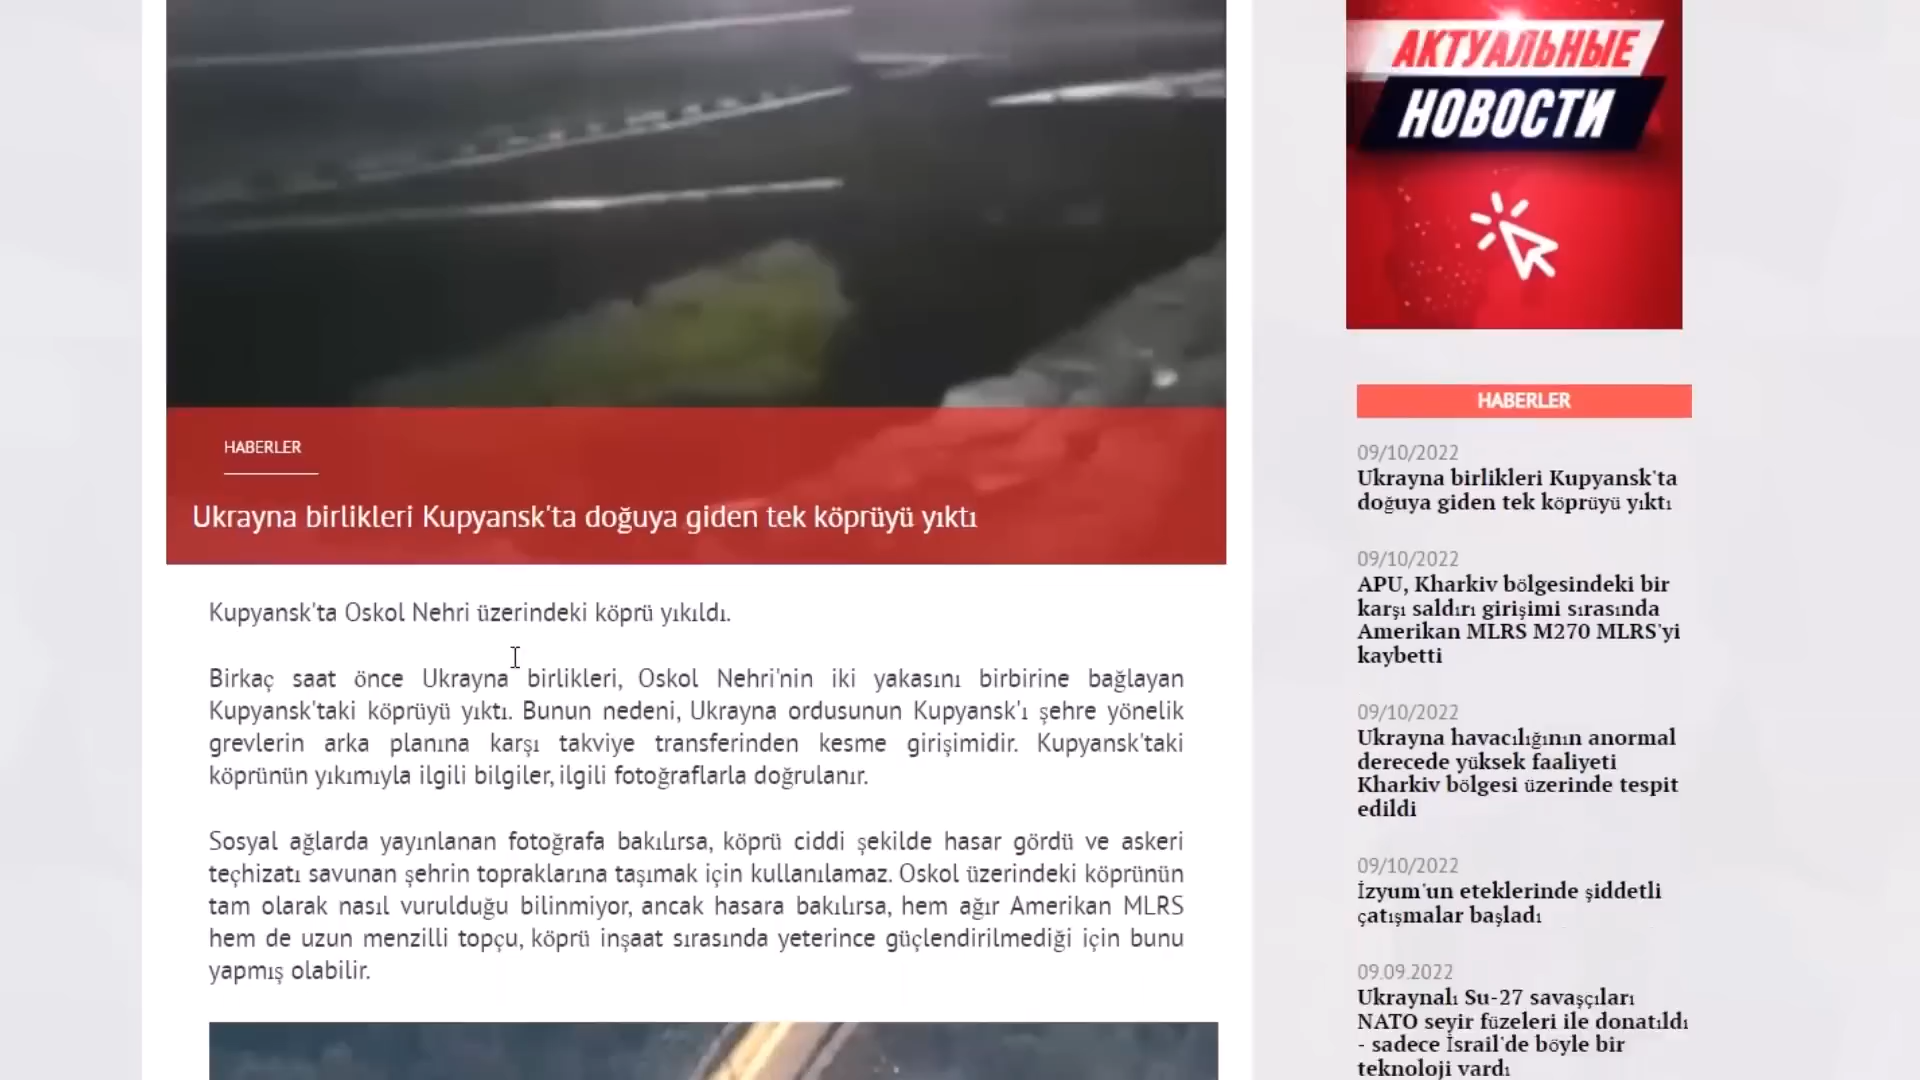 HABERLER
Ukrayna birlikleri Kupyansk'ta doğuya giden tek köprüyü yıktı
Kupyansk'ta Oskol Nehri üzerindeki köprü yıkıldı.
Birkaç saat önce Ukrayna birlikleri, Oskol Nehri'nin iki yakasını birbirine bağlayan
Kupyansk'taki köprüyü yıktı. Bunun nedeni, Ukrayna ordusunun Kupyansk'ı şehre yönelik
grevlerin arka planına karşı takviye transferinden kesme girişimidir. Kupyansk'taki
köprünün yıkımıyla ilgili bilgiler, ilgili fotoğraflarla doğrulanır.
Sosyal ağlarda yayınlanan fotoğrafa bakılırsa, köprü ciddi şekilde hasar gördü ve askeri
teçhizatı savunan şehrin topraklarına taşımak için kullanılamaz. Oskol üzerindeki köprünün
tam olarak nasıl vurulduğu bilinmiyor, ancak hasara bakılırsa, hem ağır Amerikan MLRS
hem de uzun menzilli topçu, köprü inşaat sırasında yeterince güçlendirilmediği için bunu
yapmış olabilir.
АКТУАЛЬНЫЕ
НОВОСТИ
HABERLER
09/10/2022
Ukrayna birlikleri Kupyansk'ta
doğuya giden tek köprüyü yıktı
09/10/2022
APU, Kharkiv bölgesindeki bir
karşı saldırı girişimi sırasında
Amerikan MLRS M270 MLRS'yi
kaybetti
09/10/2022
Ukrayna havacılığının anormal
derecede yüksek faaliyeti
Kharkiv bölgesi üzerinde tespit
edildi
09/10/2022
İzyum'un eteklerinde şiddetli
çatışmalar başladı
09.09.2022
Ukraynalı Su-27 savaşçıları
NATO seyir füzeleri ile donatıldı
- sadece İsrail'de böyle bir
teknoloji vardı